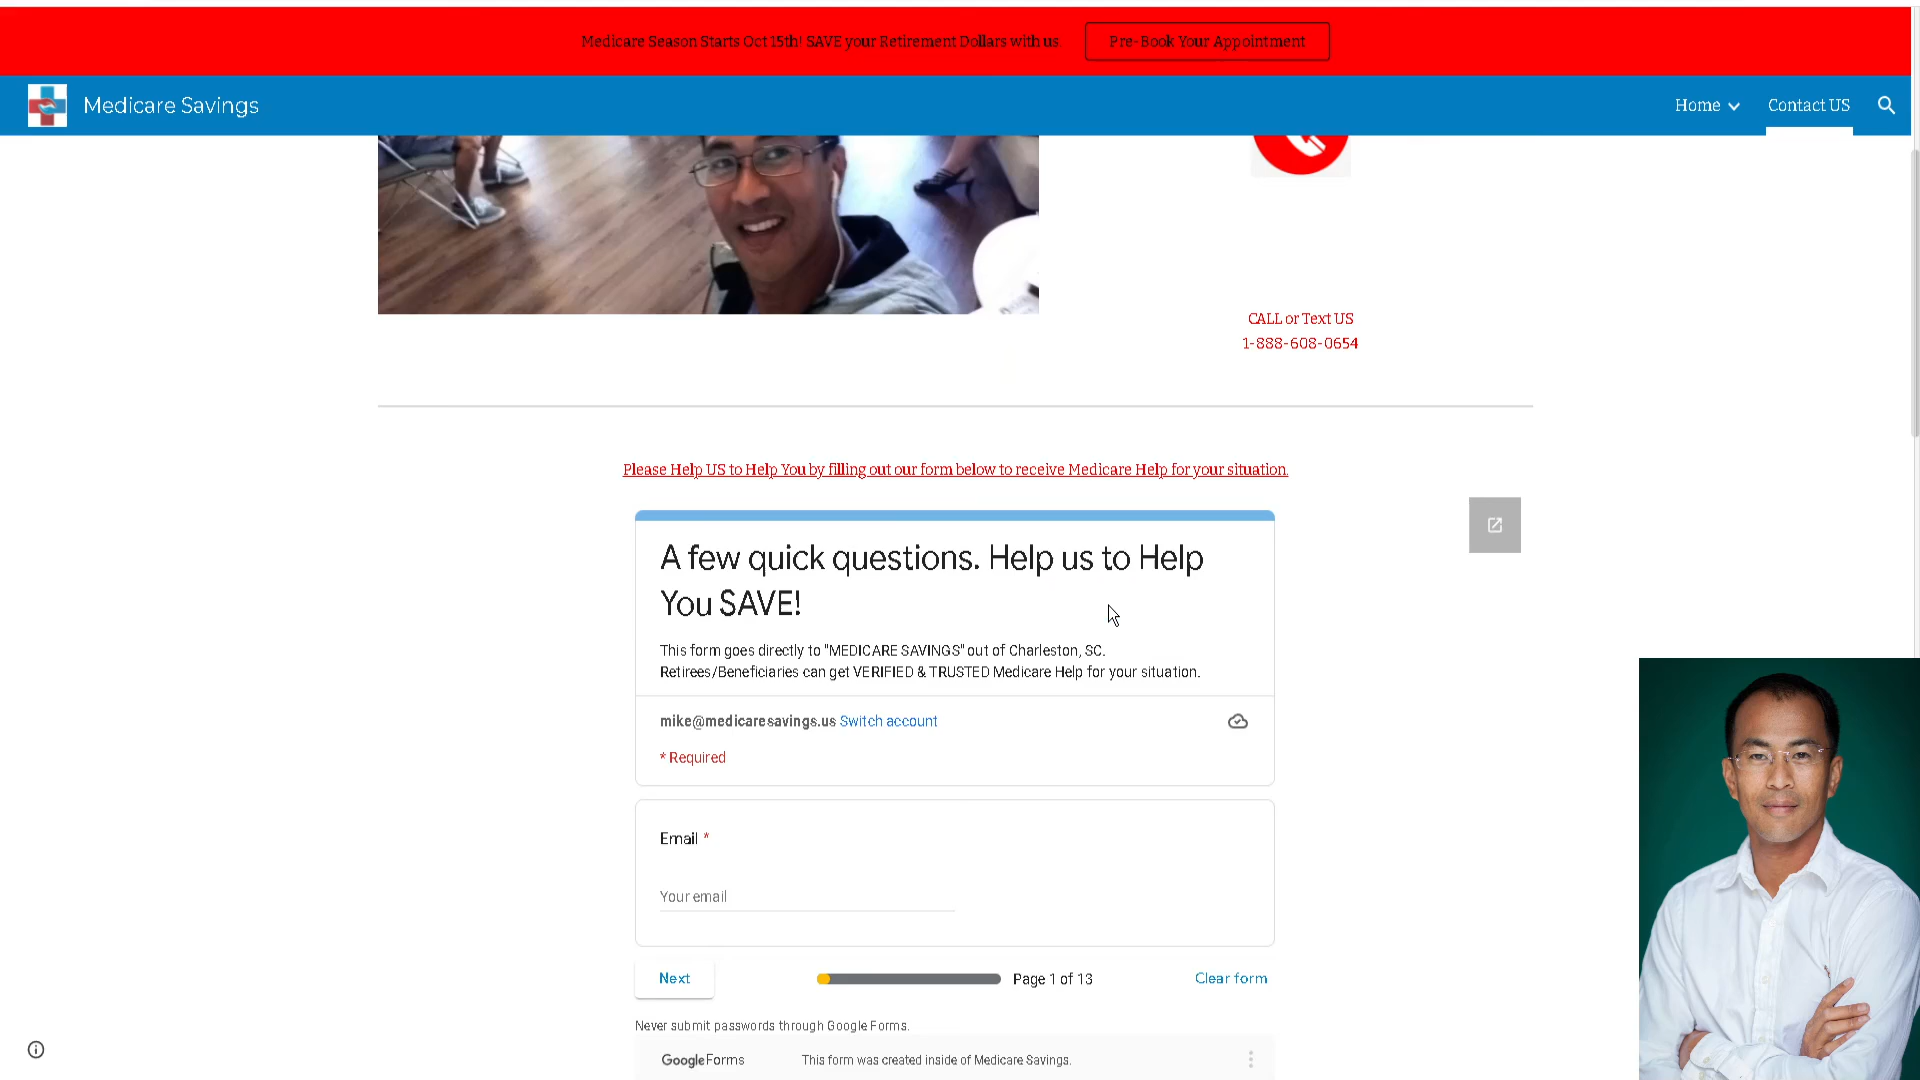 Medicare Season Starts Oct 15th! SAVE your Retirement Dollars with us.
Pre-Book Your Appointment
Medicare Savings
Home
Contact US
CALL or Text US
1-888-608-0654
Please Help US to Help You by filling out our form below to receive Medicare Help for your situation.
A few quick questions. Help us to Help
You SAVE!
This form goes directly to "MEDICARE SAVINGS" out of Charleston, SC.
Retirees/Beneficiaries can get VERIFIED & TRUSTED Medicare Help for your situation.
mike@medicaresavings.us Switch account
* Required
Email *
Your email
Next
Page 1 of 13
Clear form
Never submit passwords through Google Forms.
Google Forms
This form was created inside of Medicare Savings.